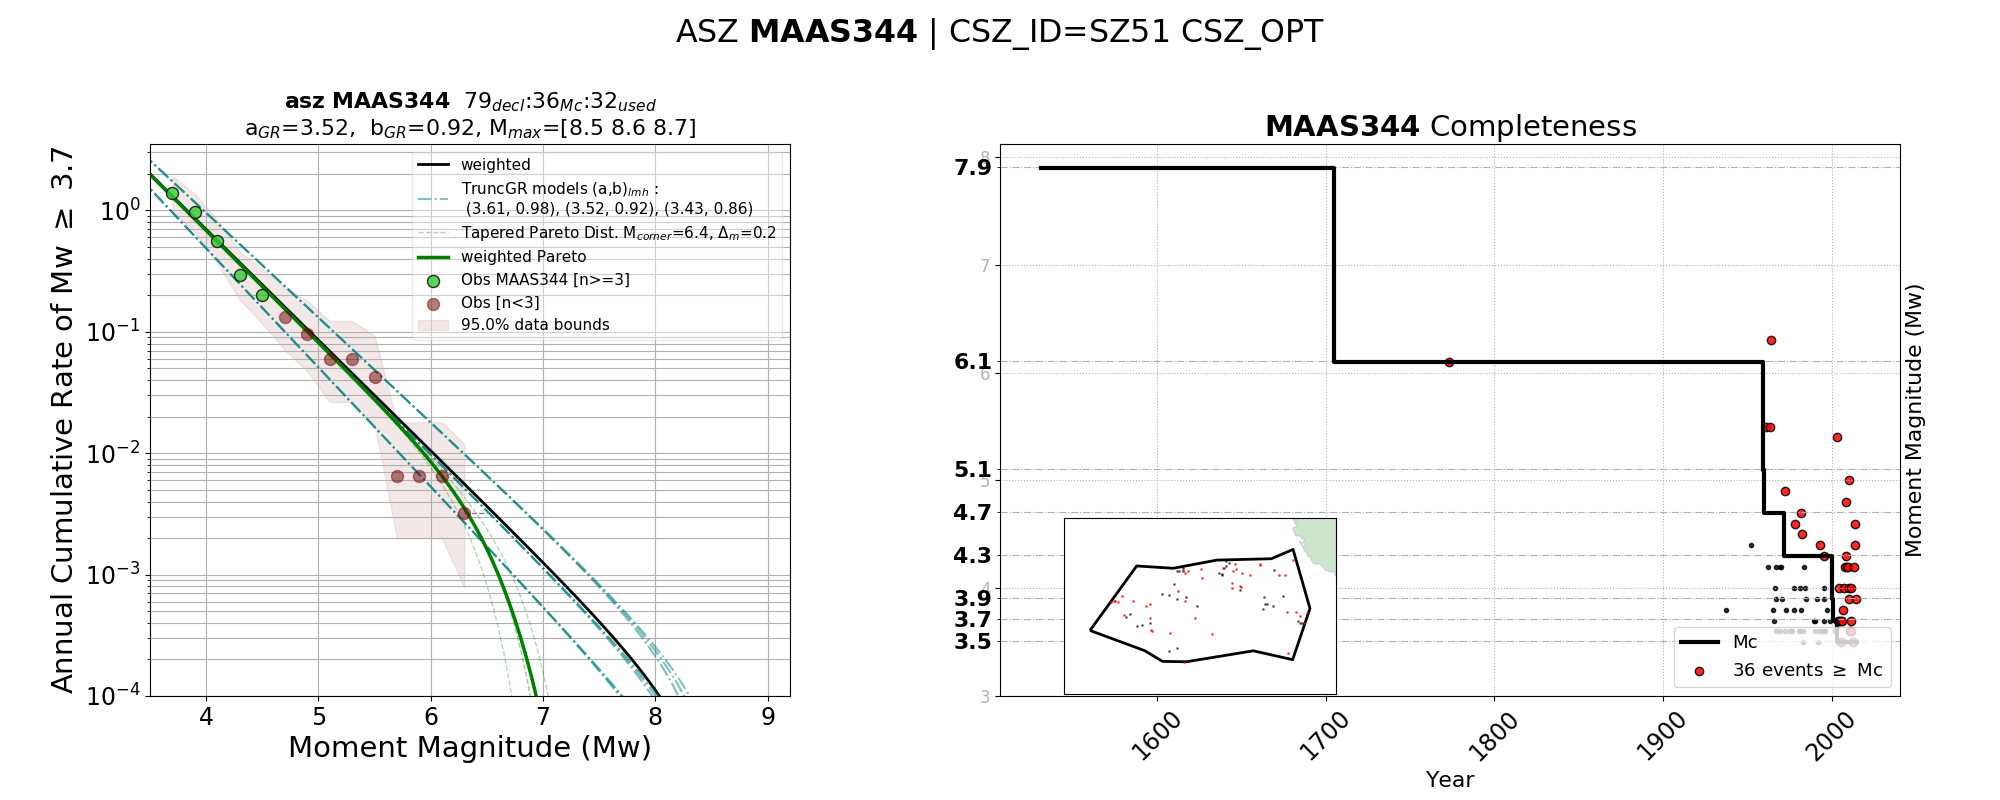 ASZ MAAS344 | CSZ_ID=SZ51 CSZ_OPT
asz MAAS344 79decl:36Mc:32used
aGR=3.52, bGR=0.92, Mmax=[8.5 8.6 8.7]
Annual Cumulative Rate of Mw ≥ 3.7
10^0
10^−1
10^−2
10^−3
10^−4
weighted
TruncGR models (a,b)lmh :
(3.61, 0.98), (3.52, 0.92), (3.43, 0.86)
Tapered Pareto Dist. Mcorner=6.4, Δm=0.2
weighted Pareto
Obs MAAS344 [n>=3]
Obs [n<3]
95.0% data bounds
4 5 6 7 8 9
Moment Magnitude (Mw)
MAAS344 Completeness
8
7.9
7
6.1
6
5.1
5
4.7
4.3
4
3.9
3.7
3.5
3
Moment Magnitude (Mw)
Mc
36 events ≥ Mc
1600 1700 1800 1900 2000
Year